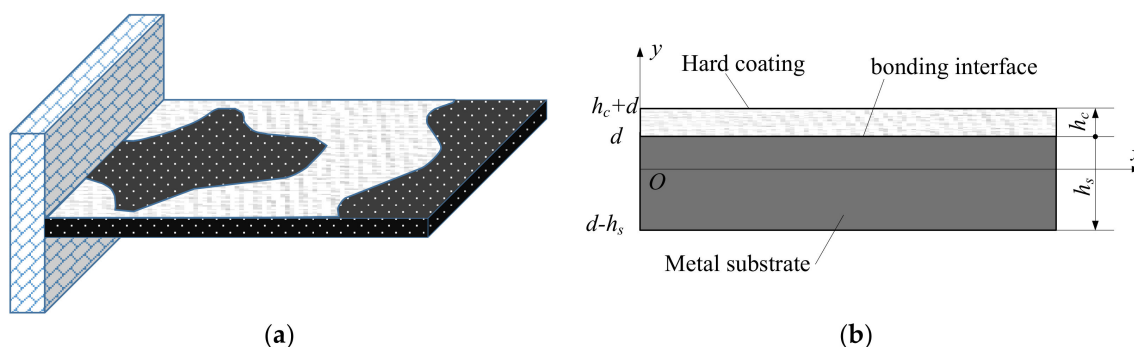 y
Hard coating
bonding interface
h_c+d
h_c
d
O
h_s
d-h_s
Metal substrate
(a)
(b)